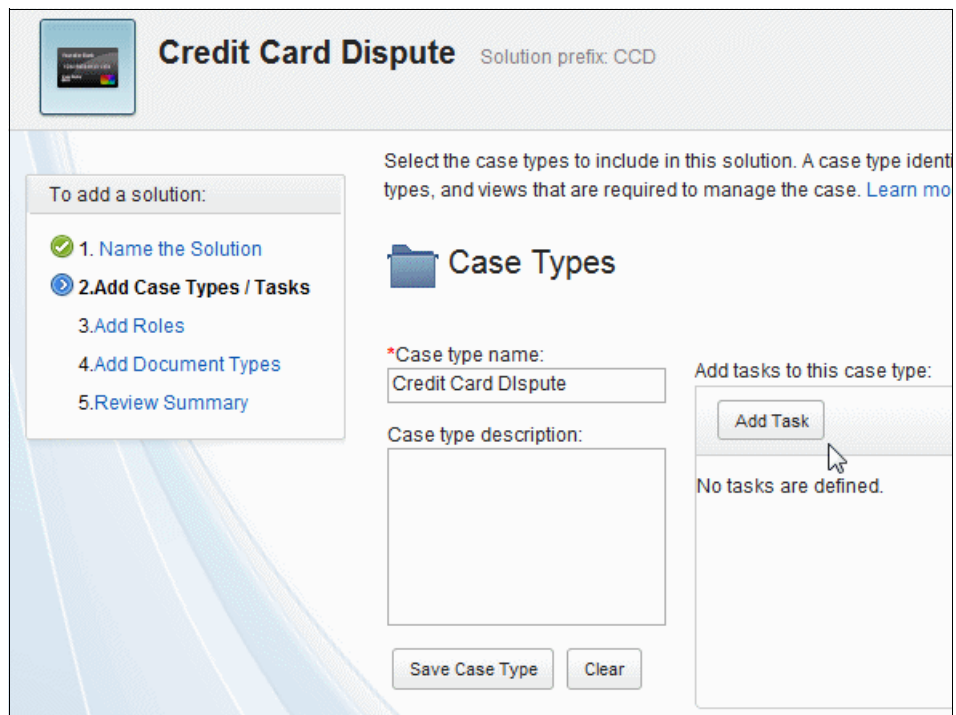 Credit Card Dispute Solution prefix: CCD
Select the case types to include in this solution. A case type identi
types, and views that are required to manage the case. Learn mo
To add a solution:
1. Name the Solution
2.Add Case Types / Tasks
3.Add Roles
4.Add Document Types
5.Review Summary
Case Types
*Case type name:
Credit Card DIspute
Case type description:
Save Case Type
Clear
Add tasks to this case type:
Add Task
No tasks are defined.